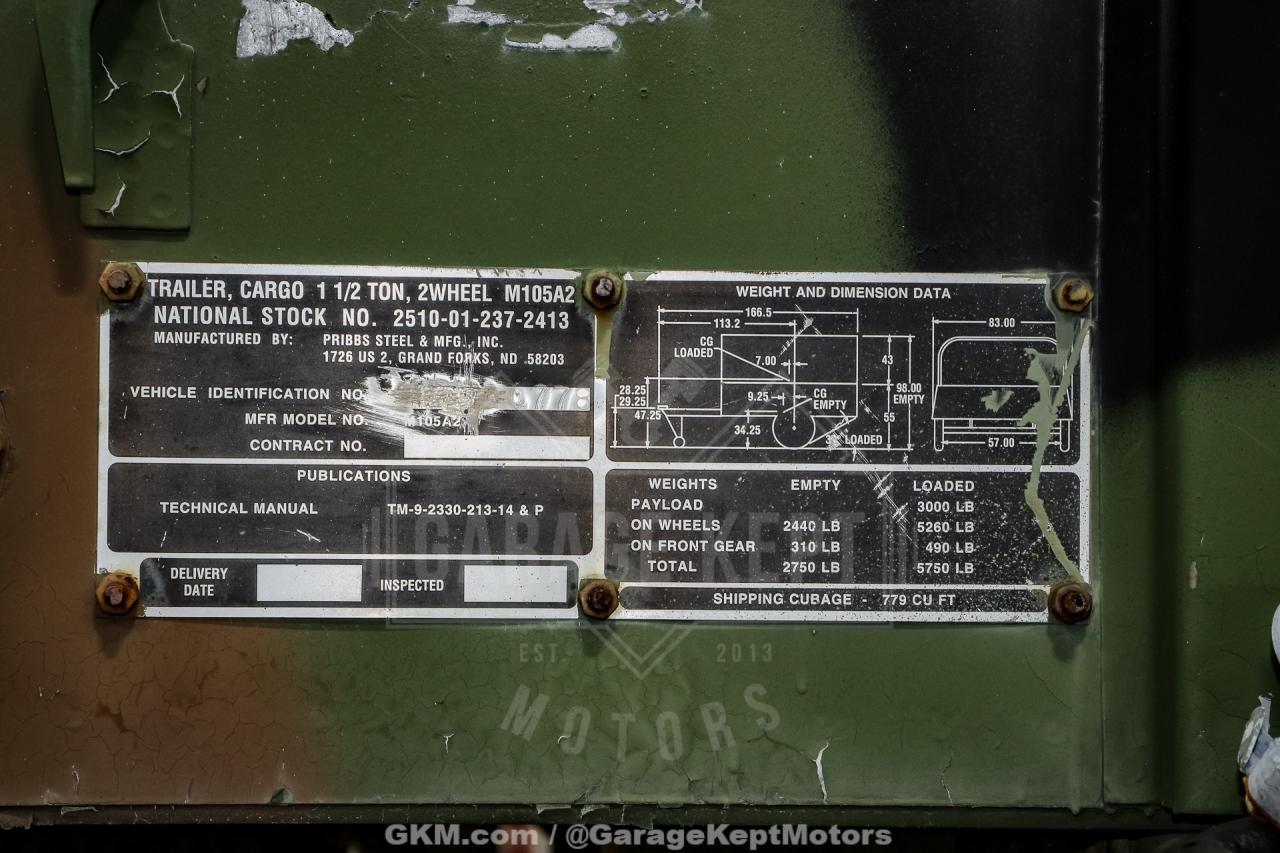 TRAILER, CARGO 1 1/2 TON, 2WHEEL M105A2
NATIONAL STOCK NO. 2510-01-237-2413
MANUFACTURED BY: PRIBBS STEEL & MFG., INC.
1726 US 2, GRAND FORKS, ND 58203
VEHICLE IDENTIFICATION NO
MFR MODEL NO. M105A2
CONTRACT NO.
PUBLICATIONS
TECHNICAL MANUAL TM-9-2330-213-14 & P
DELIVERY DATE INSPECTED
WEIGHT AND DIMENSION DATA
166.5
113.2
83.00
CG LOADED
7.00
43
28.25
29.25
47.25
9.25
CG EMPTY
98.00 EMPTY
55
34.25
LOADED
57.00
WEIGHTS EMPTY LOADED
PAYLOAD 3000 LB
ON WHEELS 2440 LB 5260 LB
ON FRONT GEAR 310 LB 490 LB
TOTAL 2750 LB 5750 LB
SHIPPING CUBAGE - 779 CU FT
GARAGE KEPT
EST. 2013
MOTORS
GKM.com / @GarageKeptMotors